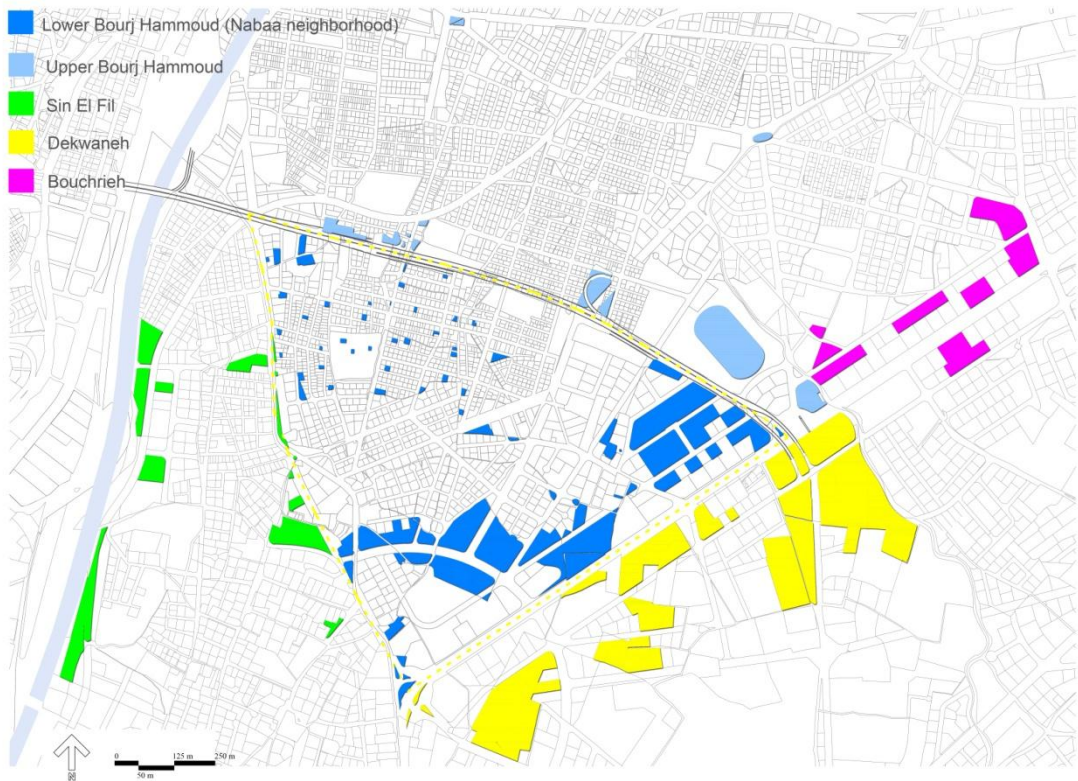 Lower Bourj Hammoud (Nabaa neighborhood)
Upper Bourj Hammoud
Sin El Fil
Dekwaneh
Bouchrieh
0 125 m 250 m
50 m